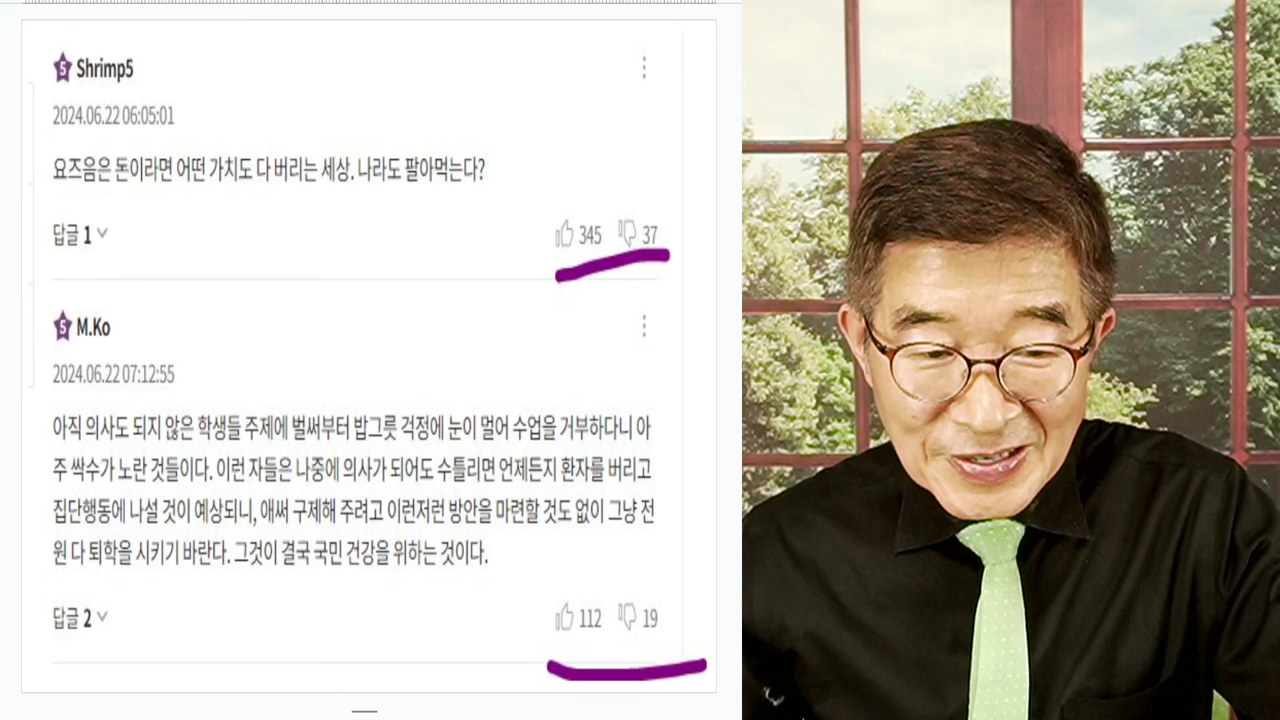 5 Shrimp5
2024.06.22 06:05:01
요즈음은 돈이라면 어떤 가치도 다 버리는 세상. 나라도 팔아먹는다?
답글 1
345 37
5 M.Ko
2024.06.22 07:12:55
아직 의사도 되지 않은 학생들 주제에 벌써부터 밥그릇 걱정에 눈이 멀어 수업을 거부하다니 아
주 싹수가 노란 것들이다. 이런 자들은 나중에 의사가 되어도 수틀리면 언제든지 환자를 버리고
집단행동에 나설 것이 예상되니, 애써 구제해 주려고 이런저런 방안을 마련할 것도 없이 그냥 전
원 다 퇴학을 시키기 바란다. 그것이 결국 국민 건강을 위하는 것이다.
답글 2
112 19